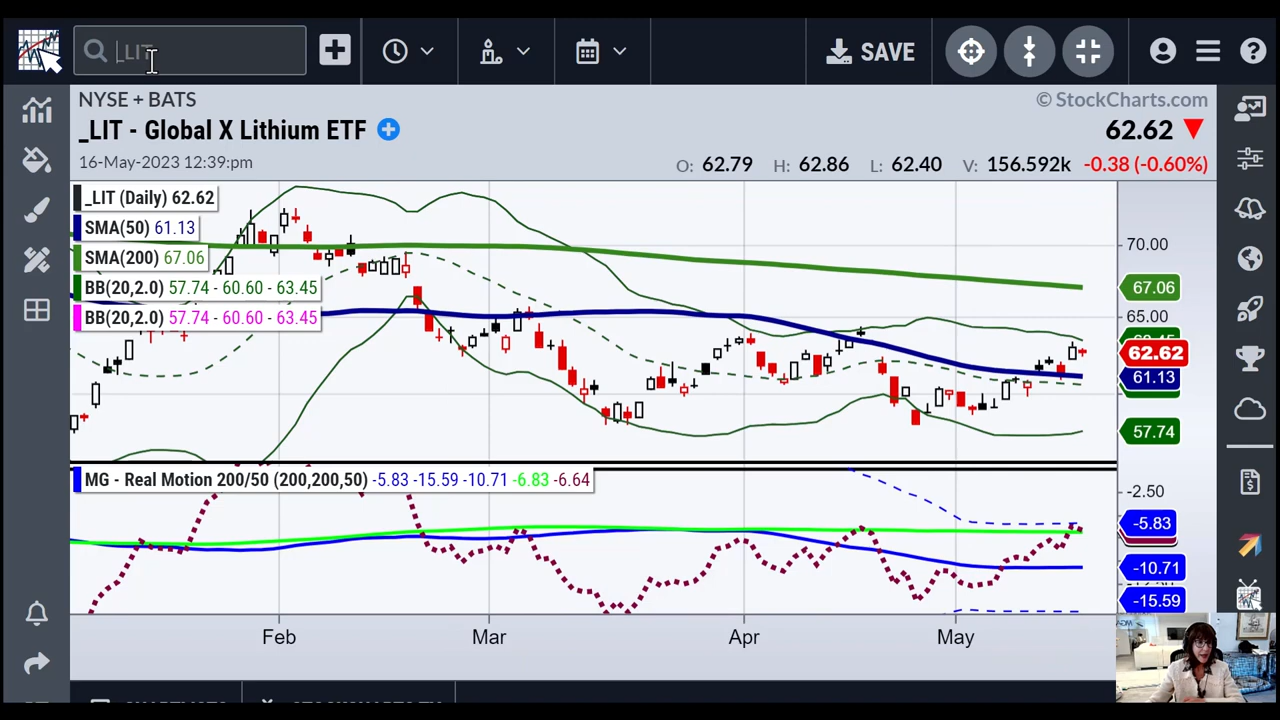 _LIT
SAVE
NYSE + BATS
© StockCharts.com
_LIT - Global X Lithium ETF
62.62
16-May-2023 12:39:pm
O: 62.79 H: 62.86 L: 62.40 V: 156.592k -0.38 (-0.60%)
_LIT (Daily) 62.62
SMA(50) 61.13
SMA(200) 67.06
BB(20,2.0) 57.74 - 60.60 - 63.45
BB(20,2.0) 57.74 - 60.60 - 63.45
70.00
67.06
65.00
62.62
61.13
57.74
MG - Real Motion 200/50 (200,200,50) -5.83 -15.59 -10.71 -6.83 -6.64
-2.50
-5.83
-10.71
-15.59
Feb Mar Apr May